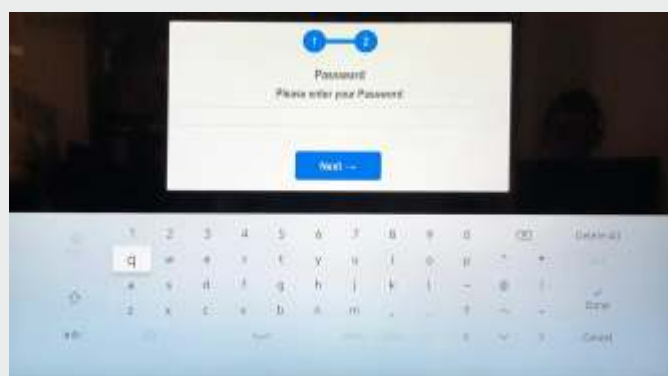 1 2
Password
Please enter your Password
Next →
1 2 3 4 5 6 7 8 9 0 Delete All
q w e r t y u i o p ^ *
a s d f g h j k l ~ @ !
Done
z x c v b n m , . ? -
Cancel